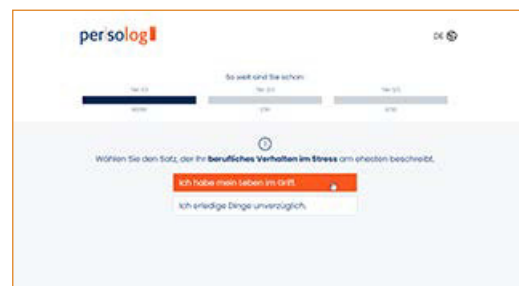 persolog
DE
So weit sind Sie schon:
Wählen Sie den Satz, der Ihr berufliches Verhalten im Stress am ehesten beschreibt.
Ich habe mein Leben im Griff.
Ich erledige Dinge unverzüglich.